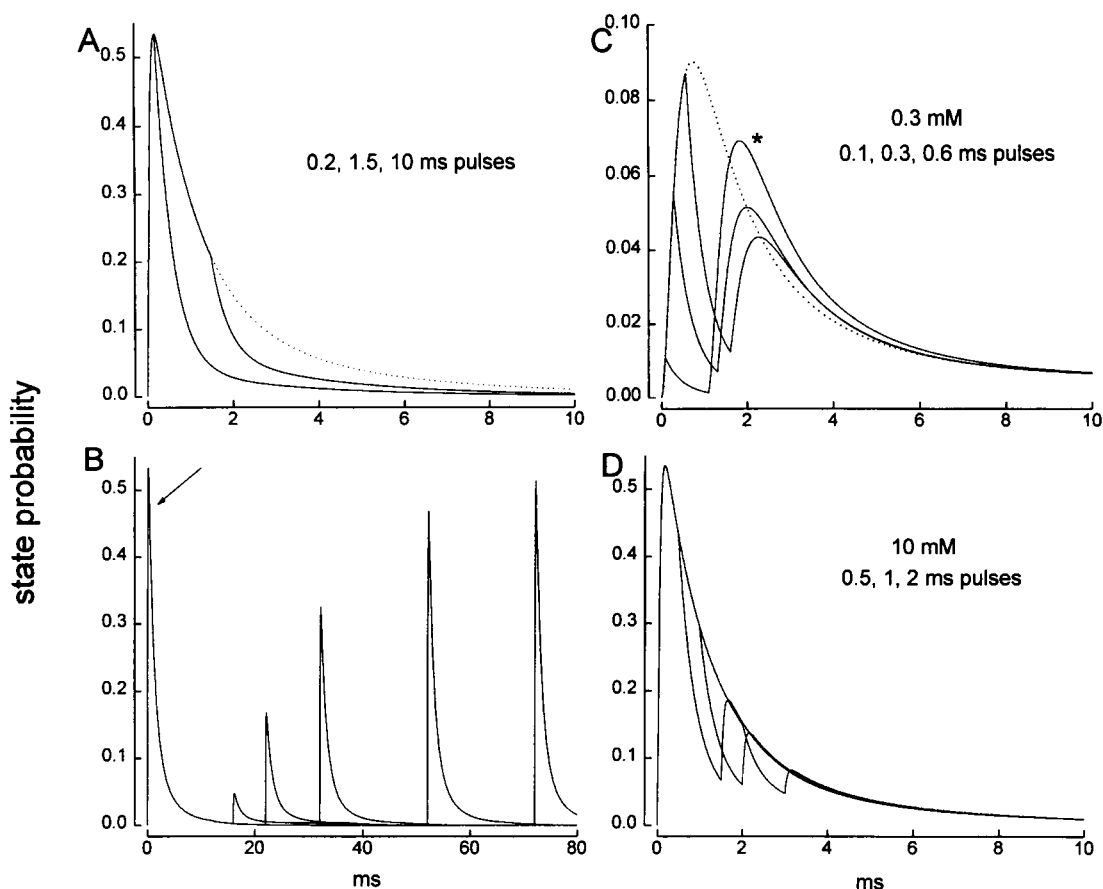 state probability
A
0.5
0.4
0.3
0.2
0.1
0.0
0.2, 1.5, 10 ms pulses
0 2 4 6 8 10
C
0.10
0.08
0.06
0.04
0.02
0.00
0.3 mM
0.1, 0.3, 0.6 ms pulses
*
0 2 4 6 8 10
B
0.5
0.4
0.3
0.2
0.1
0.0
0 20 40 60 80
ms
D
0.5
0.4
0.3
0.2
0.1
0.0
10 mM
0.5, 1, 2 ms pulses
0 2 4 6 8 10
ms